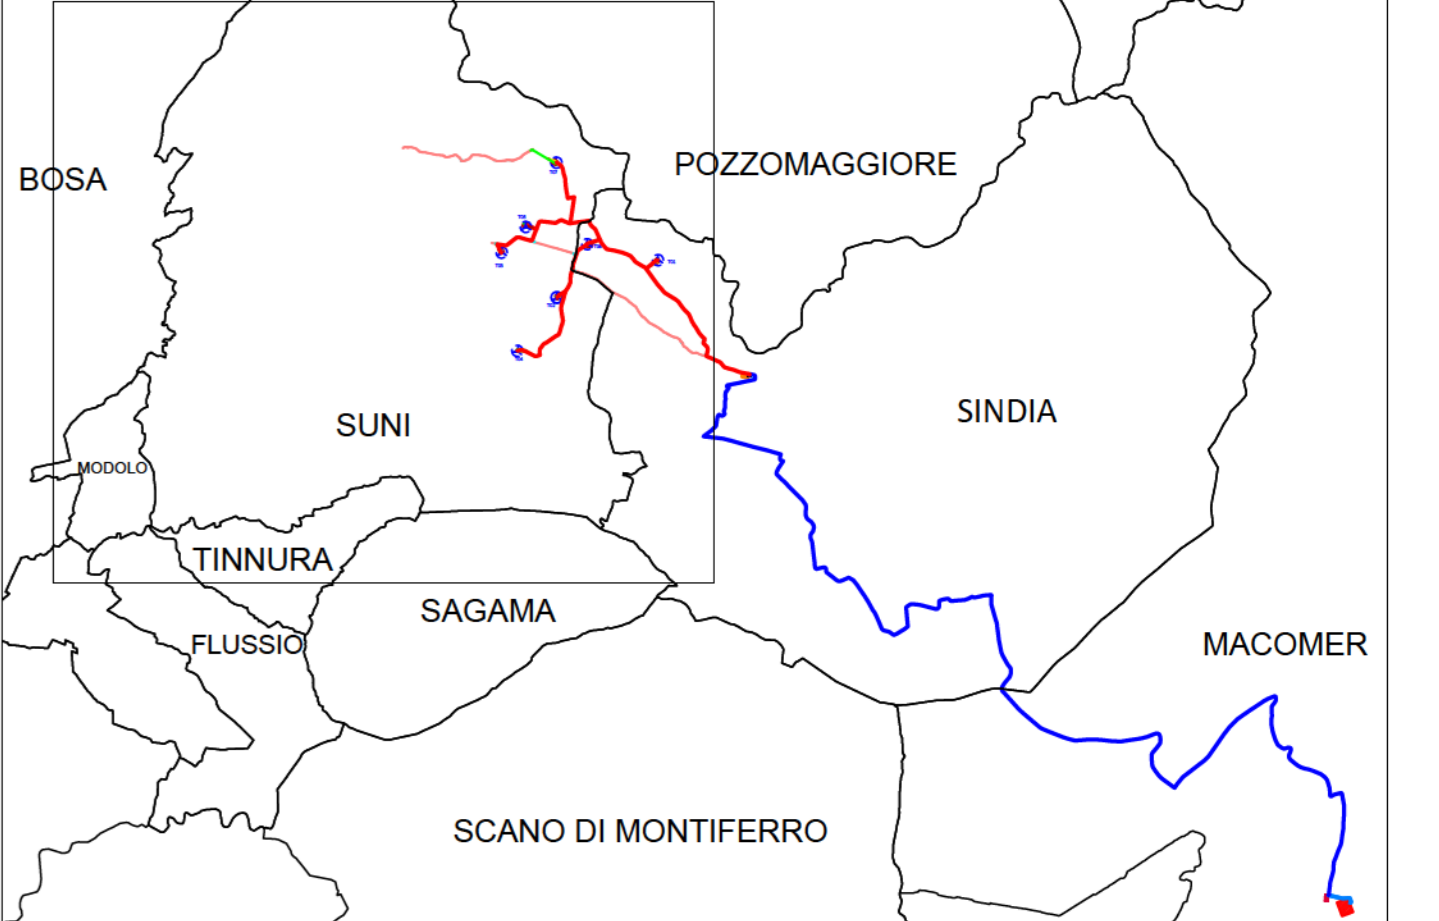 POZZOMAGGIORE
BOSA
SINDIA
SUNI
MODOLO
TINNURA
SAGAMA
FLUSSIO
MACOMER
SCANO DI MONTIFERRO